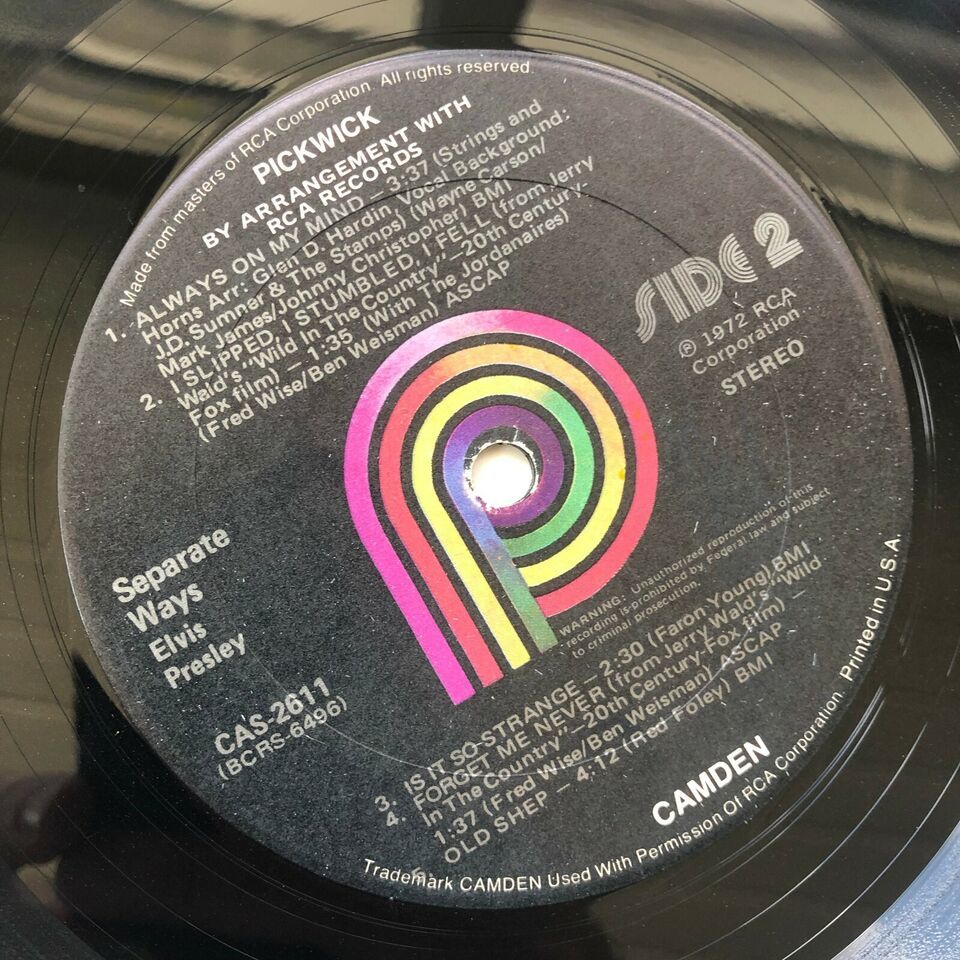 Made from masters of RCA Corporation. All rights reserved.
PICKWICK
BY ARRANGEMENT WITH
RCA RECORDS
1. ALWAYS ON MY MIND – 3:37 (Strings and
Horns Arr: Glen D. Hardin, Vocal Background:
J.D. Sumner & The Stamps) (Wayne Carson/
Mark James/Johnny Christopher) BMI
2. I SLIPPED, I STUMBLED, I FELL (from Jerry
Wald's "Wild In The Country"–20th Century-
Fox film) – 1:35 (With The Jordanaires)
(Fred Wise/Ben Weisman) ASCAP
SIDE 2
℗ 1972 RCA
Corporation
STEREO
Separate
Ways
Elvis
Presley
CAS-2611
(BCRS-6496)
WARNING: Unauthorized reproduction of this
recording is prohibited by Federal law and subject
to criminal prosecution.
3. IS IT SO STRANGE – 2:30 (Faron Young) BMI
4. FORGET ME NEVER (from Jerry Wald's "Wild
In The Country"–20th Century-Fox film) –
1:37 (Fred Wise/Ben Weisman) ASCAP
5. OLD SHEP – 4:12 (Red Foley) BMI
CAMDEN
Trademark CAMDEN Used With Permission Of RCA Corporation. Printed in U.S.A.